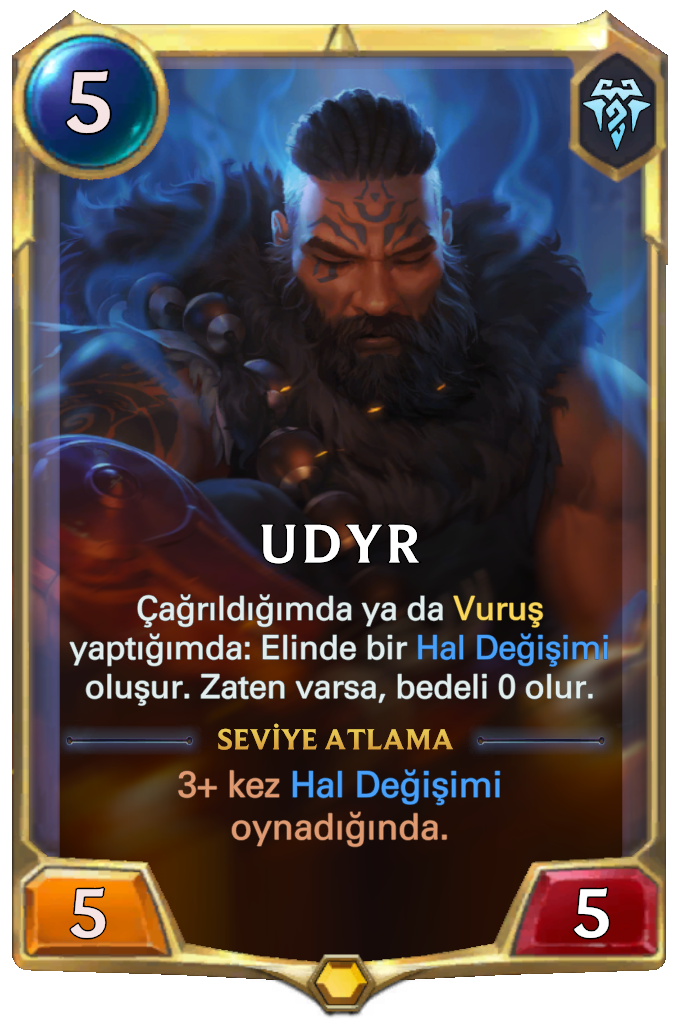 5
UDYR
Çağrıldığımda ya da Vuruş
yaptığımda: Elinde bir Hal Değişimi
oluşur. Zaten varsa, bedeli 0 olur.
SEVİYE ATLAMA
3+ kez Hal Değişimi
oynadığında.
5
5